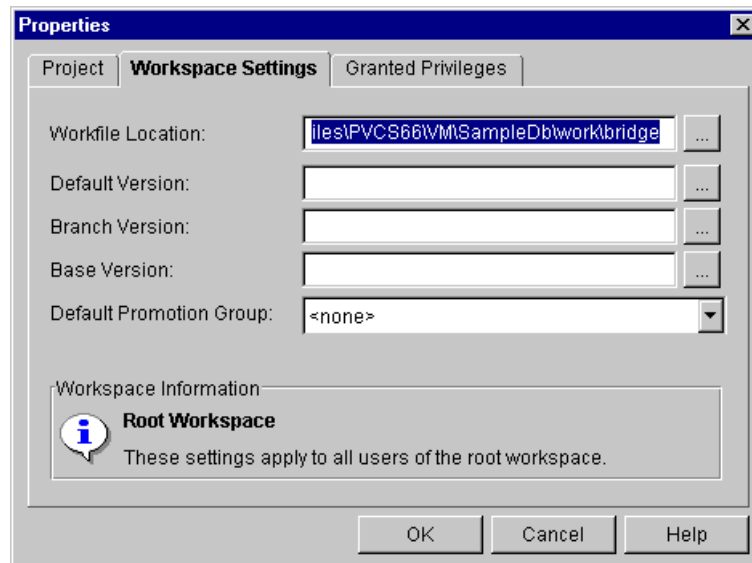 Properties
Project Workspace Settings Granted Privileges
Workfile Location: iles\PVCS66\VM\SampleDb\work\bridge ...
Default Version: ...
Branch Version: ...
Base Version: ...
Default Promotion Group: <none>
Workspace Information
Root Workspace
These settings apply to all users of the root workspace.
OK Cancel Help